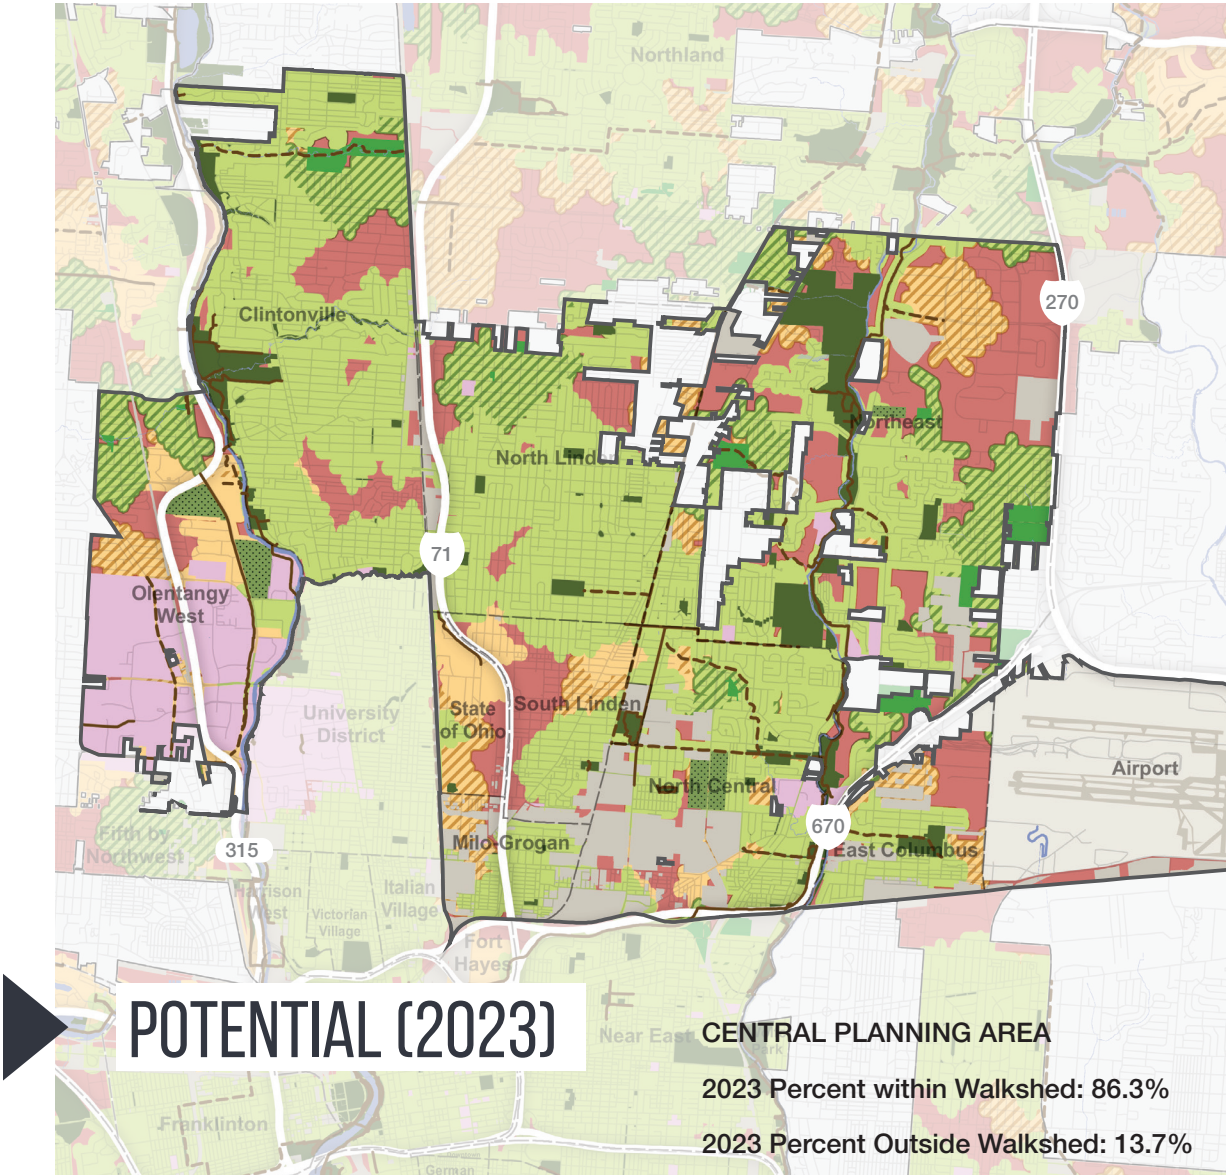 Northland
270
Clintonville
Northeast
North Linden
71
Olentangy
West
University
District
State
of Ohio
South Linden
Airport
North Central
670
Milo-Grogan
East Columbus
Fifth by
Northwest
315
Harrison
West
Italian
Village
Victorian
Village
Fort
Hayes
POTENTIAL (2023)
Near East
Park
CENTRAL PLANNING AREA
2023 Percent within Walkshed: 86.3%
2023 Percent Outside Walkshed: 13.7%
Franklinton
German